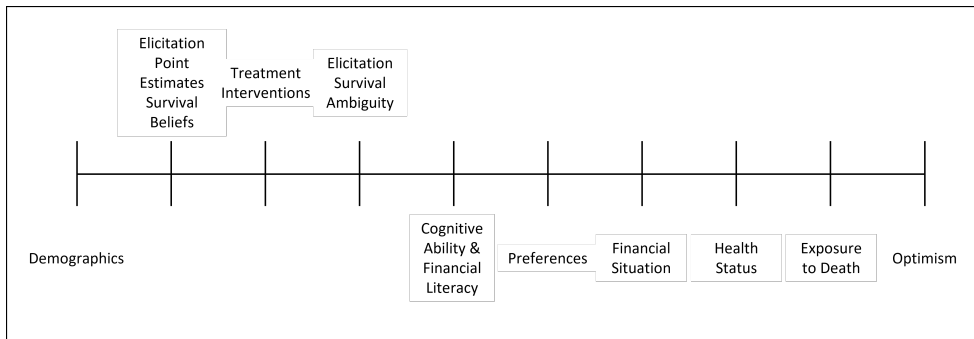 Elicitation
Point
Estimates
Survival
Beliefs
Treatment
Interventions
Elicitation
Survival
Ambiguity
Demographics
Cognitive
Ability &
Financial
Literacy
Preferences
Financial
Situation
Health
Status
Exposure
to Death
Optimism